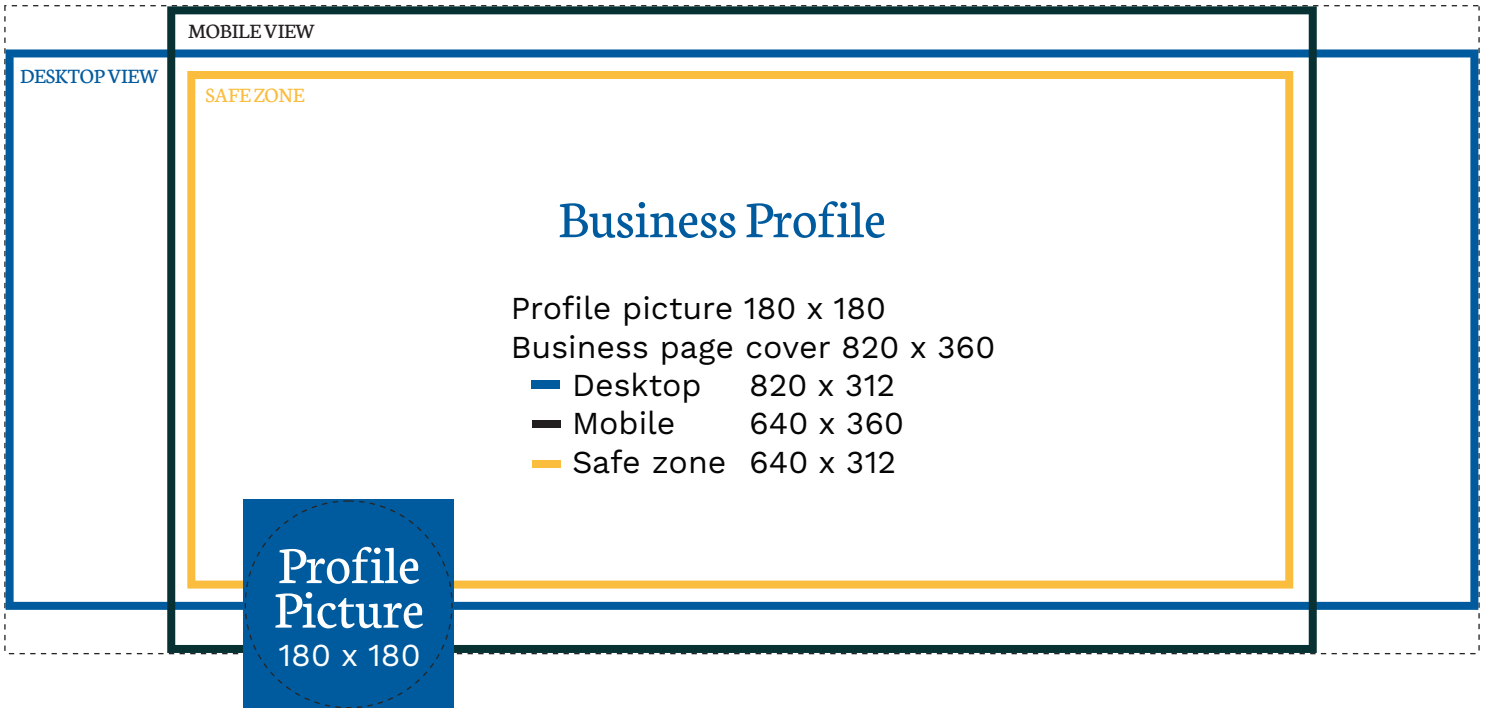 MOBILE VIEW
DESKTOP VIEW
SAFE ZONE
Business Profile
Profile picture 180 x 180
Business page cover 820 x 360
Desktop 820 x 312
Mobile 640 x 360
Safe zone 640 x 312
Profile
Picture
180 x 180